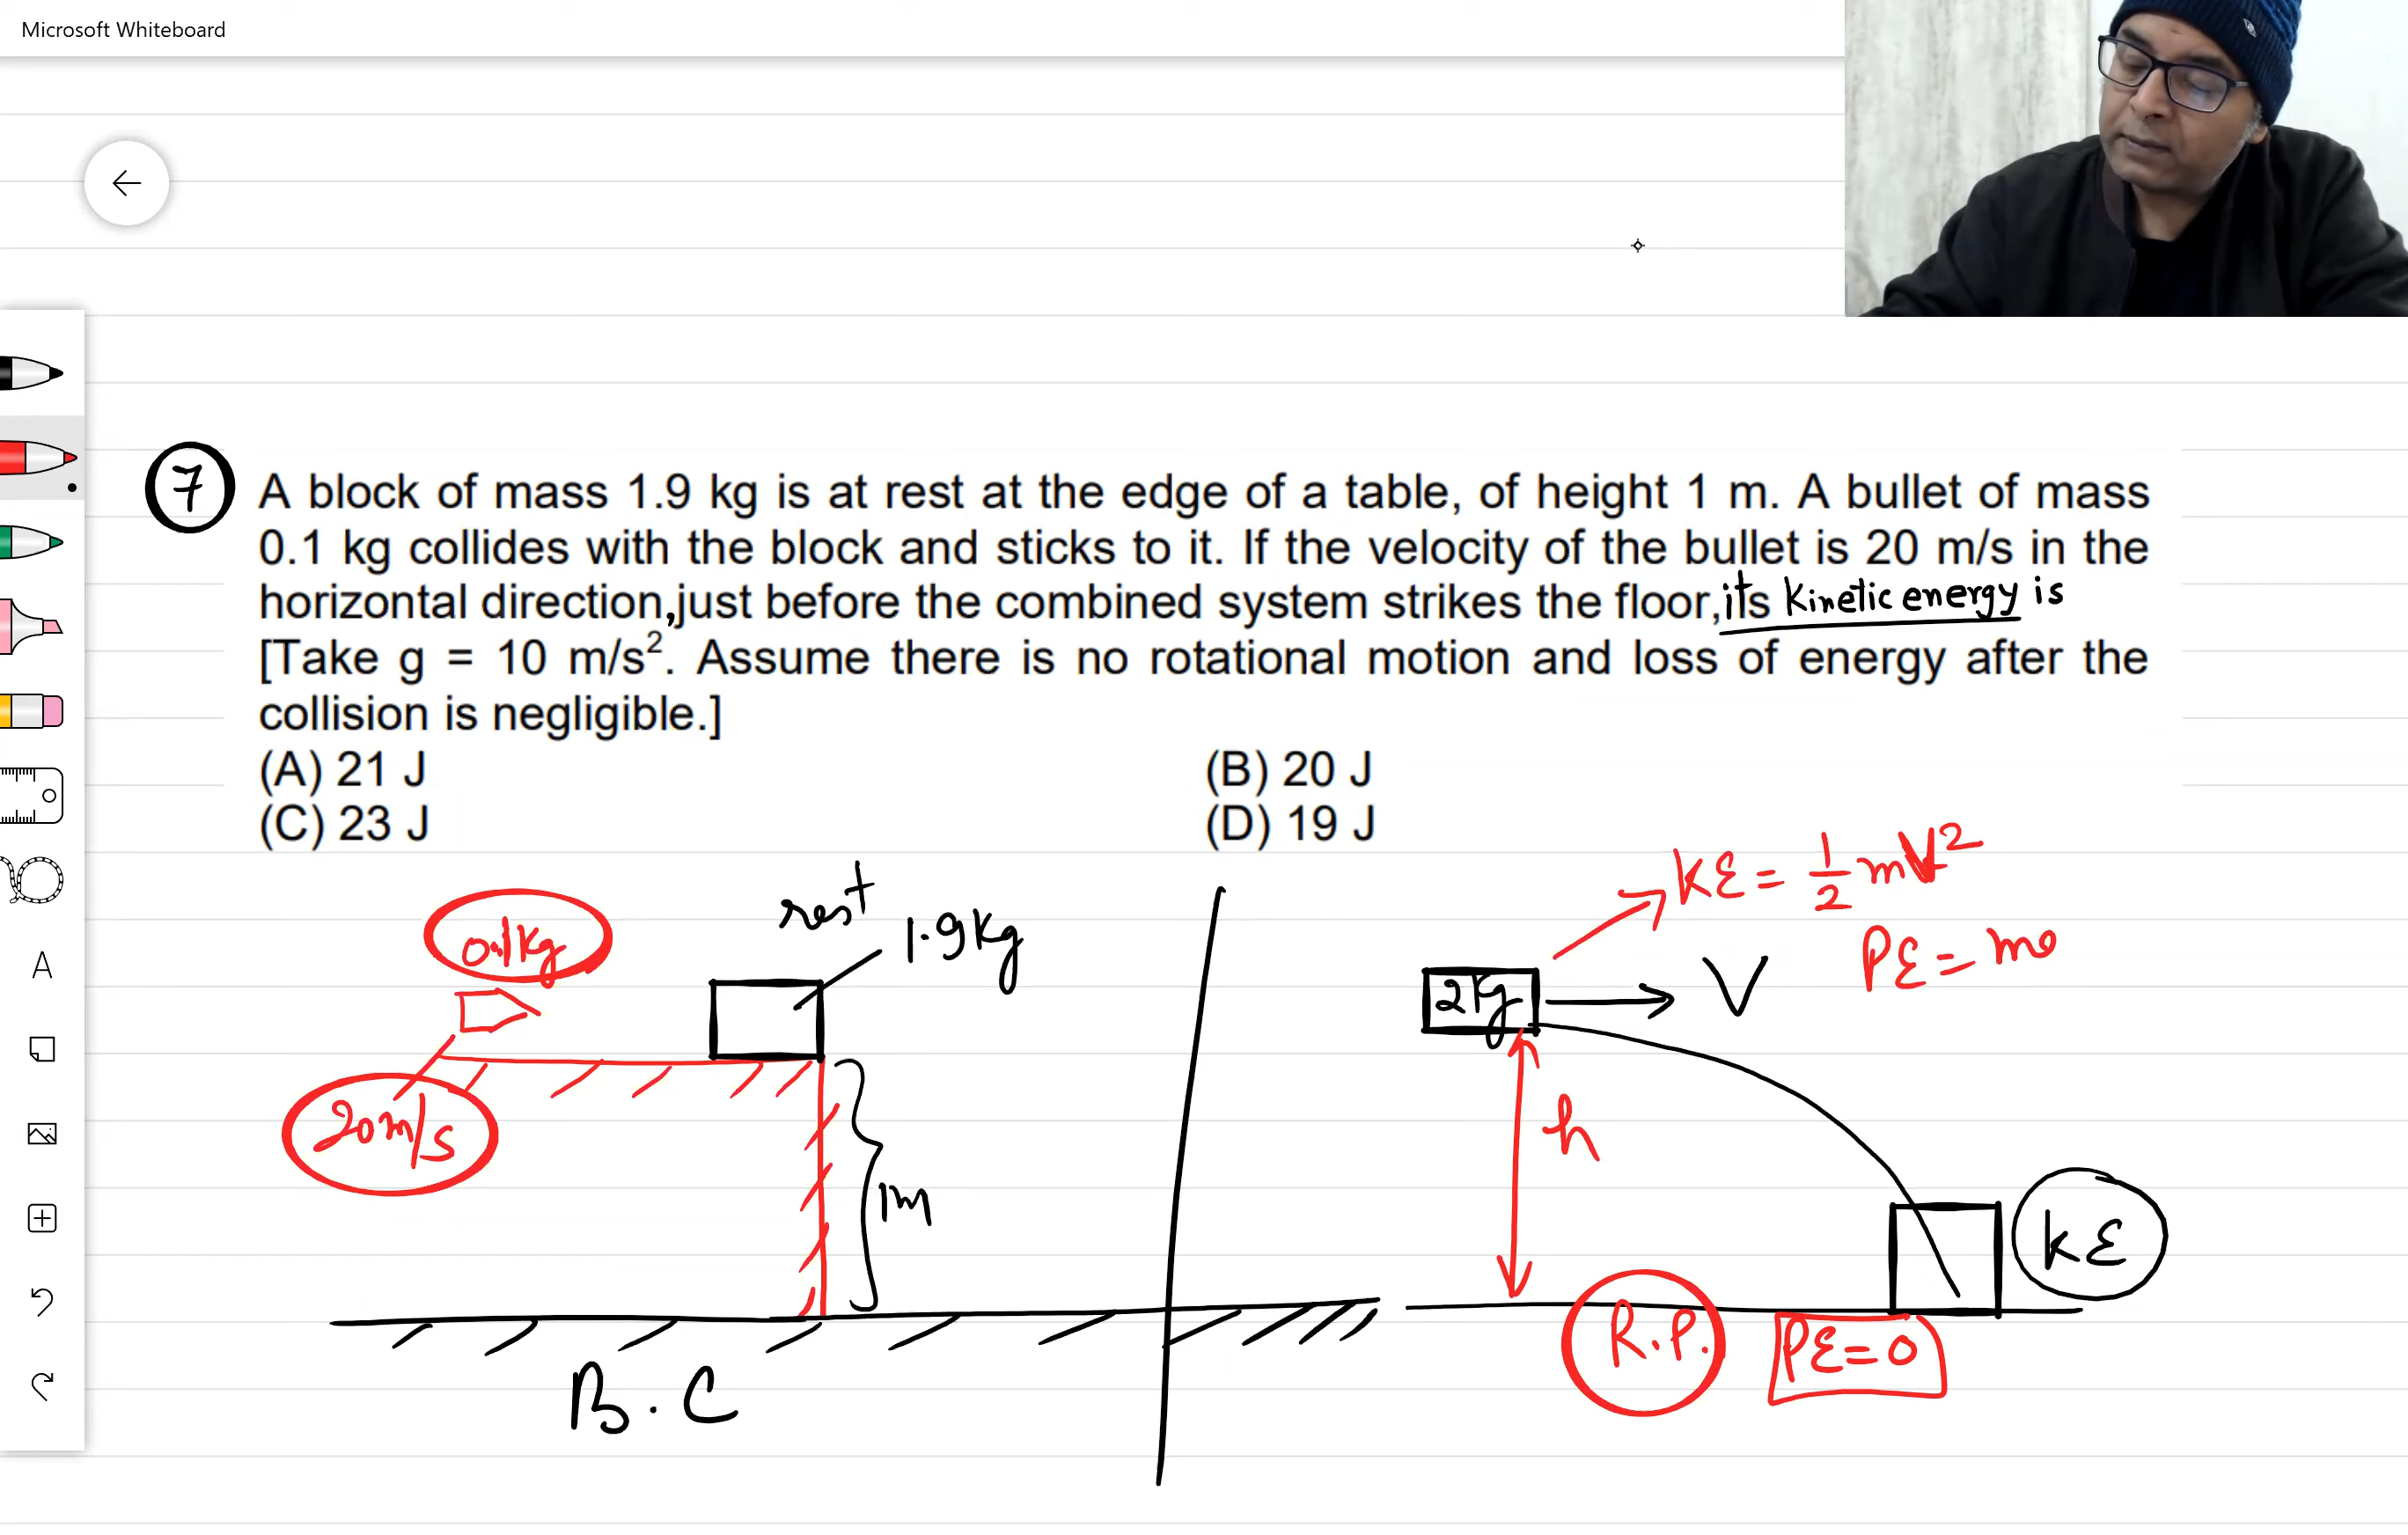 Microsoft Whiteboard
7
A block of mass 1.9 kg is at rest at the edge of a table, of height 1 m. A bullet of mass
0.1 kg collides with the block and sticks to it. If the velocity of the bullet is 20 m/s in the
horizontal direction, just before the combined system strikes the floor, its Kinetic energy is
[Take g = 10 m/s². Assume there is no rotational motion and loss of energy after the
collision is negligible.]
(A) 21 J (B) 20 J
(C) 23 J (D) 19 J
KE = 1/2 mV²
rest
0.1kg 1.9kg
PE = mo
2kg V
20m/s
h
1m
KE
R.P. PE=0
B.C
A